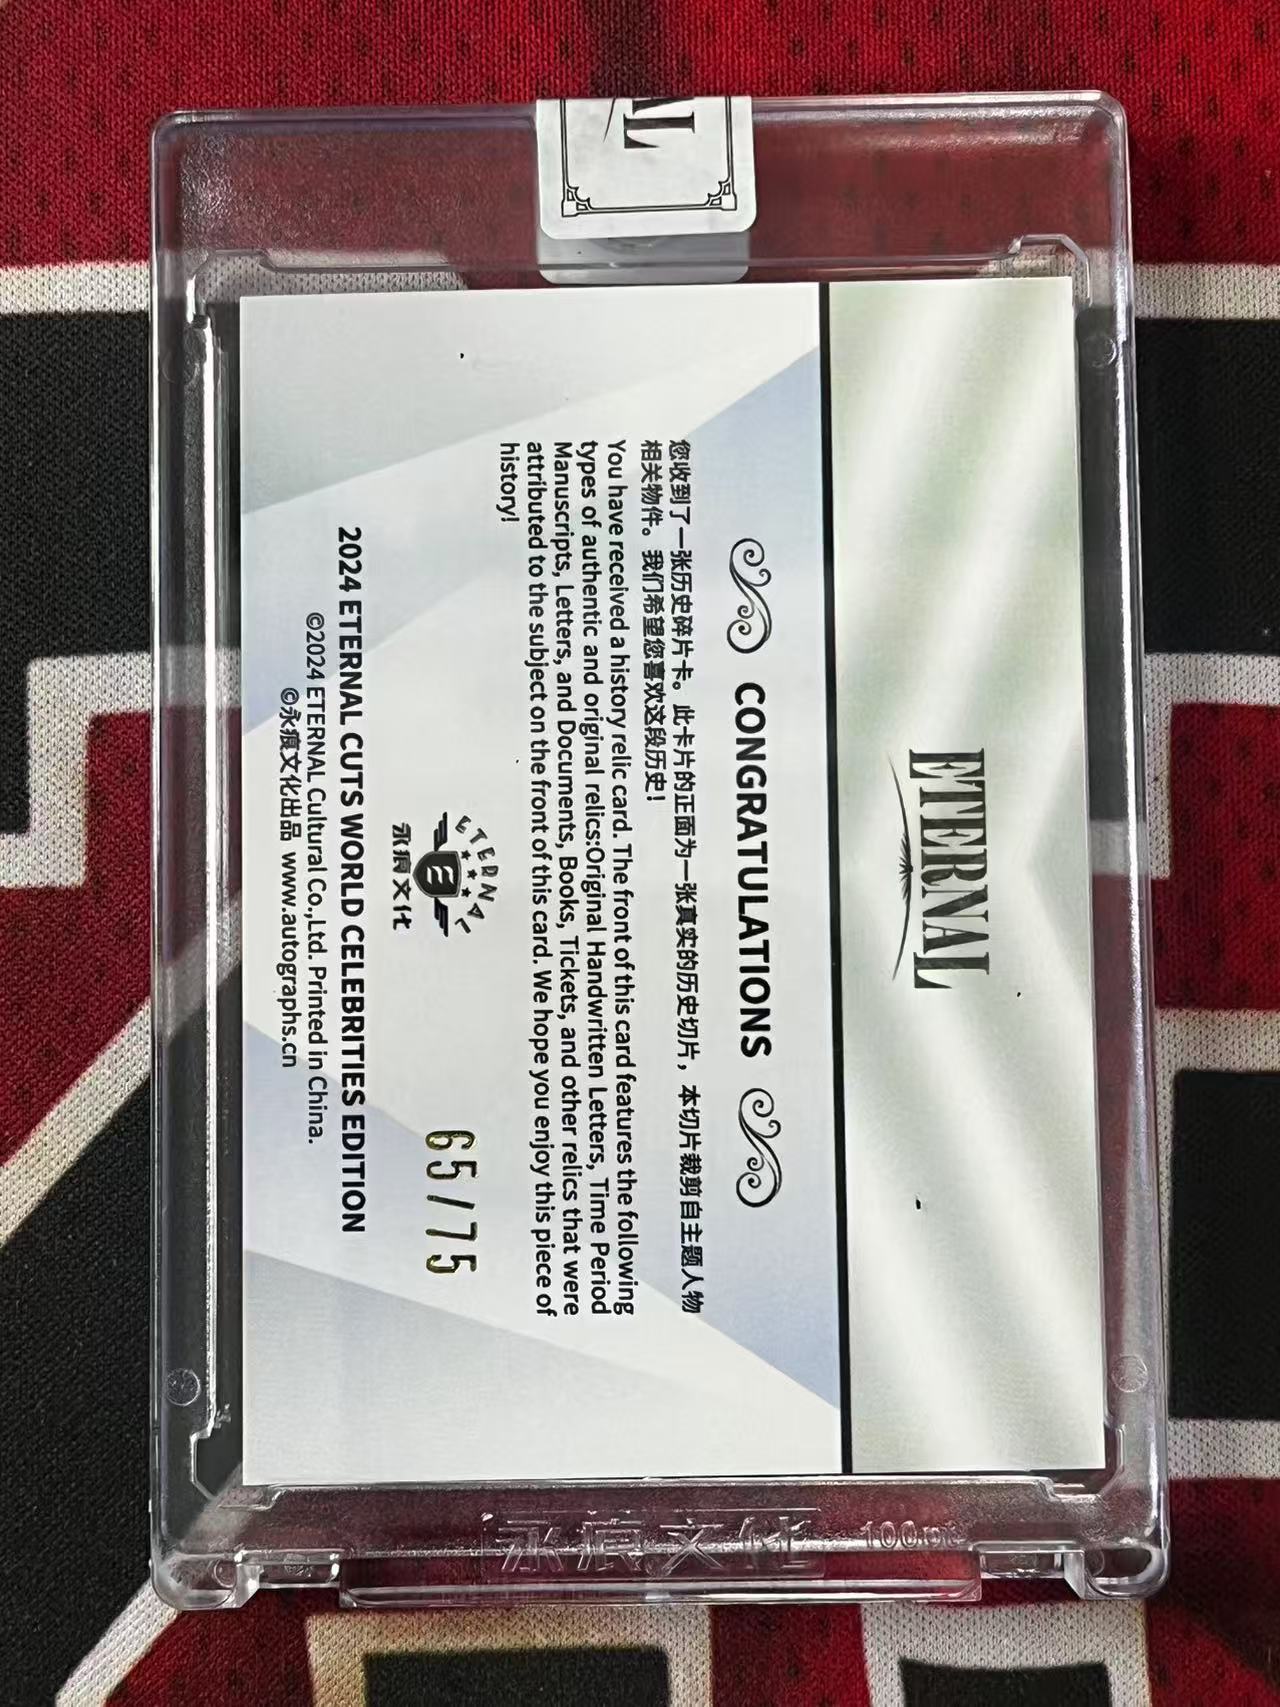 NAL
ETERNAL
CONGRATULATIONS
您收到了一张历史碎片卡。此卡片的正面为一张真实的历史切片，本切片裁剪自主题人物
相关物件。我们希望您喜欢这段历史！
You have received a history relic card. The front of this card features the following
types of authentic and original relics:Original Handwritten Letters, Time Period
Manuscripts, Letters, and Documents, Books, Tickets, and other relics that were
attributed to the subject on the front of this card. We hope you enjoy this piece of
history!
ETERNAL
E
永痕文化
65/75
2024 ETERNAL CUTS WORLD CELEBRITIES EDITION
©2024 ETERNAL Cultural Co.,Ltd. Printed in China.
©永痕文化出品 www.autographs.cn
永痕文化 100pt